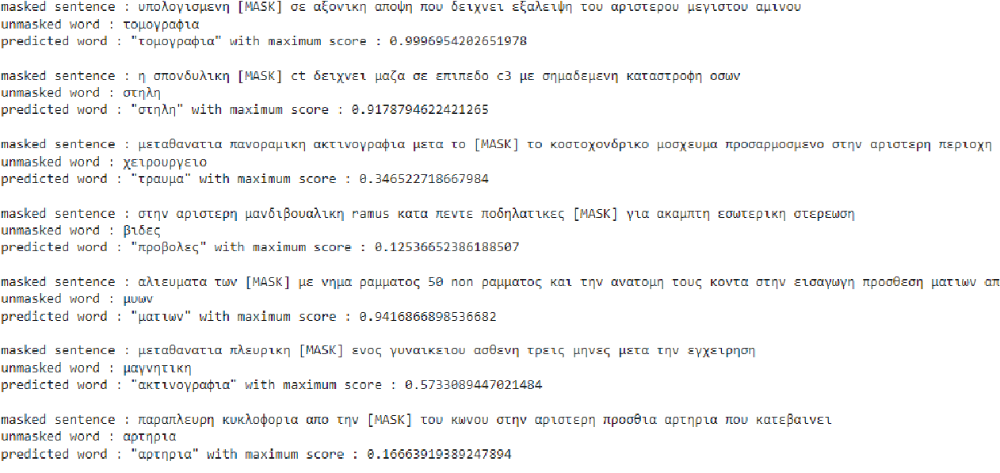 masked sentence : υπολογισμενη [MASK] σε αξονικη αποψη που δειχνει εξαλειψη του αριστερου μεγιστου αμινου
unmasked word : τομογραφια
predicted word : "τομογραφια" with maximum score : 0.9996954202651978
masked sentence : η σπονδυλικη [MASK] ct δειχνει μαζα σε επιπεδο c3 με σημαδεμενη καταστροφη οσων
unmasked word : στηλη
predicted word : "στηλη" with maximum score : 0.9178794622421265
masked sentence : μεταθανατια πανοραμικη ακτινογραφια μετα το [MASK] το κοστοχονδρικο μοσχευμα προσαρμοσμενο στην αριστερη περιοχη
unmasked word : χειρουργειο
predicted word : "τραυμα" with maximum score : 0.346522718667984
masked sentence : στην αριστερη μανδιβουαλικη ramus κατα πεντε ποδηλατικες [MASK] για ακαμπτη εσωτερικη στερεωση
unmasked word : βιδες
predicted word : "προβολες" with maximum score : 0.12536652386188507
masked sentence : αλιευματα των [MASK] με νημα ραμματος 50 non ραμματος και την ανατομη τους κοντα στην εισαγωγη προσθεση ματιων απ
unmasked word : μυων
predicted word : "ματιων" with maximum score : 0.9416866898536682
masked sentence : μεταθανατια πλευρικη [MASK] ενος γυναικειου ασθενη τρεις μηνες μετα την εγχειρηση
unmasked word : μαγνητικη
predicted word : "ακτινογραφια" with maximum score : 0.5733089447021484
masked sentence : παραπλευρη κυκλοφορια απο την [MASK] του κωνου στην αριστερη προσθια αρτηρια που κατεβαινει
unmasked word : αρτηρια
predicted word : "αρτηρια" with maximum score : 0.16663919389247894